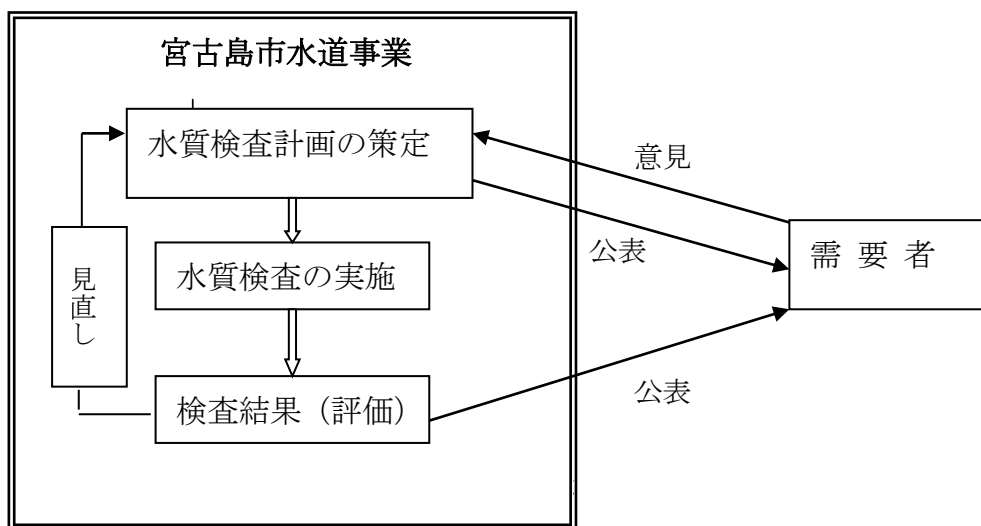 宮古島市水道事業
水質検査計画の策定
意見
公表
需 要 者
水質検査の実施
見直し
検査結果（評価）
公表